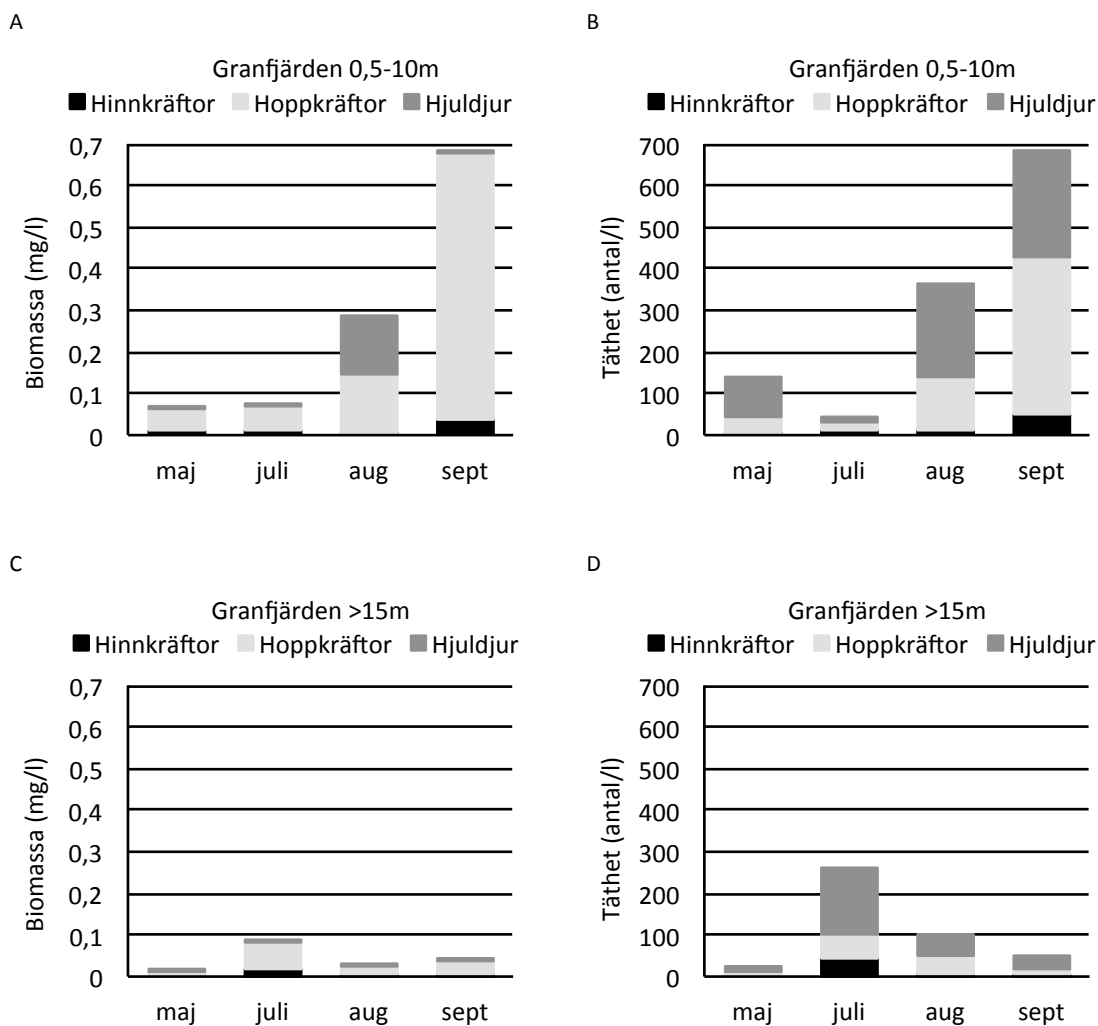 A
Granfjärden 0,5-10m
Hinnkräftor Hoppkräftor Hjuldjur
Biomassa (mg/l)
0,7
0,6
0,5
0,4
0,3
0,2
0,1
0
maj juli aug sept
B
Granfjärden 0,5-10m
Hinnkräftor Hoppkräftor Hjuldjur
Täthet (antal/l)
700
600
500
400
300
200
100
0
maj juli aug sept
C
Granfjärden >15m
Hinnkräftor Hoppkräftor Hjuldjur
Biomassa (mg/l)
0,7
0,6
0,5
0,4
0,3
0,2
0,1
0
maj juli aug sept
D
Granfjärden >15m
Hinnkräftor Hoppkräftor Hjuldjur
Täthet (antal/l)
700
600
500
400
300
200
100
0
maj juli aug sept